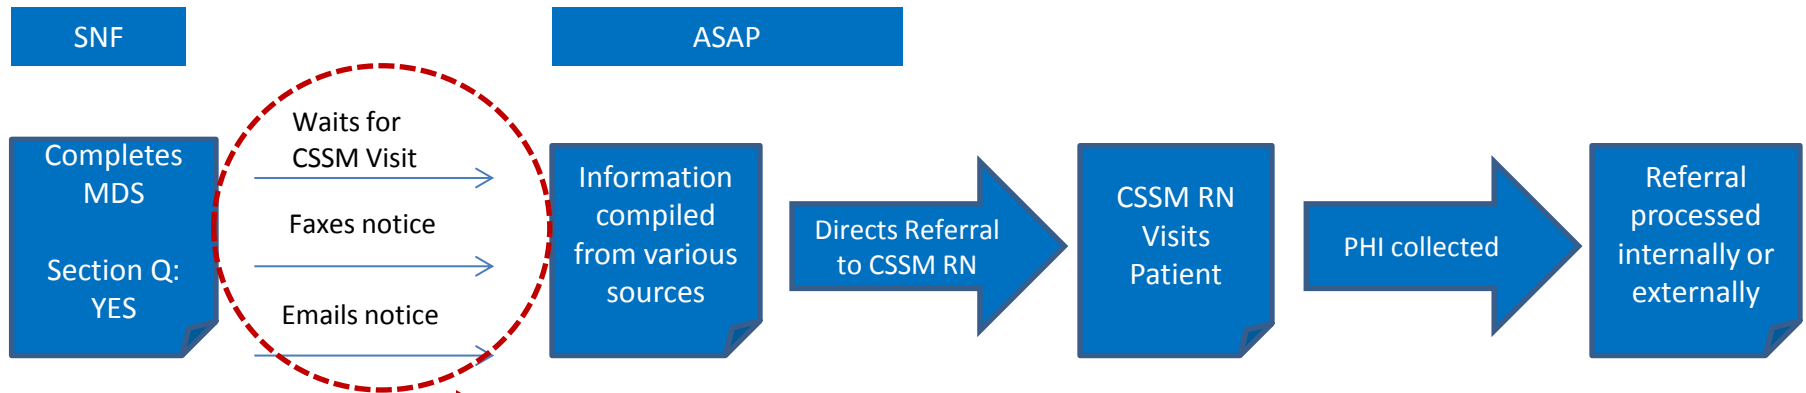 SNF
ASAP
Completes
MDS
Section Q:
YES
Waits for
CSSM Visit
Faxes notice
Emails notice
Information
compiled
from various
sources
Directs Referral
to CSSM RN
CSSM RN
Visits
Patient
PHI collected
Referral
processed
internally or
externally